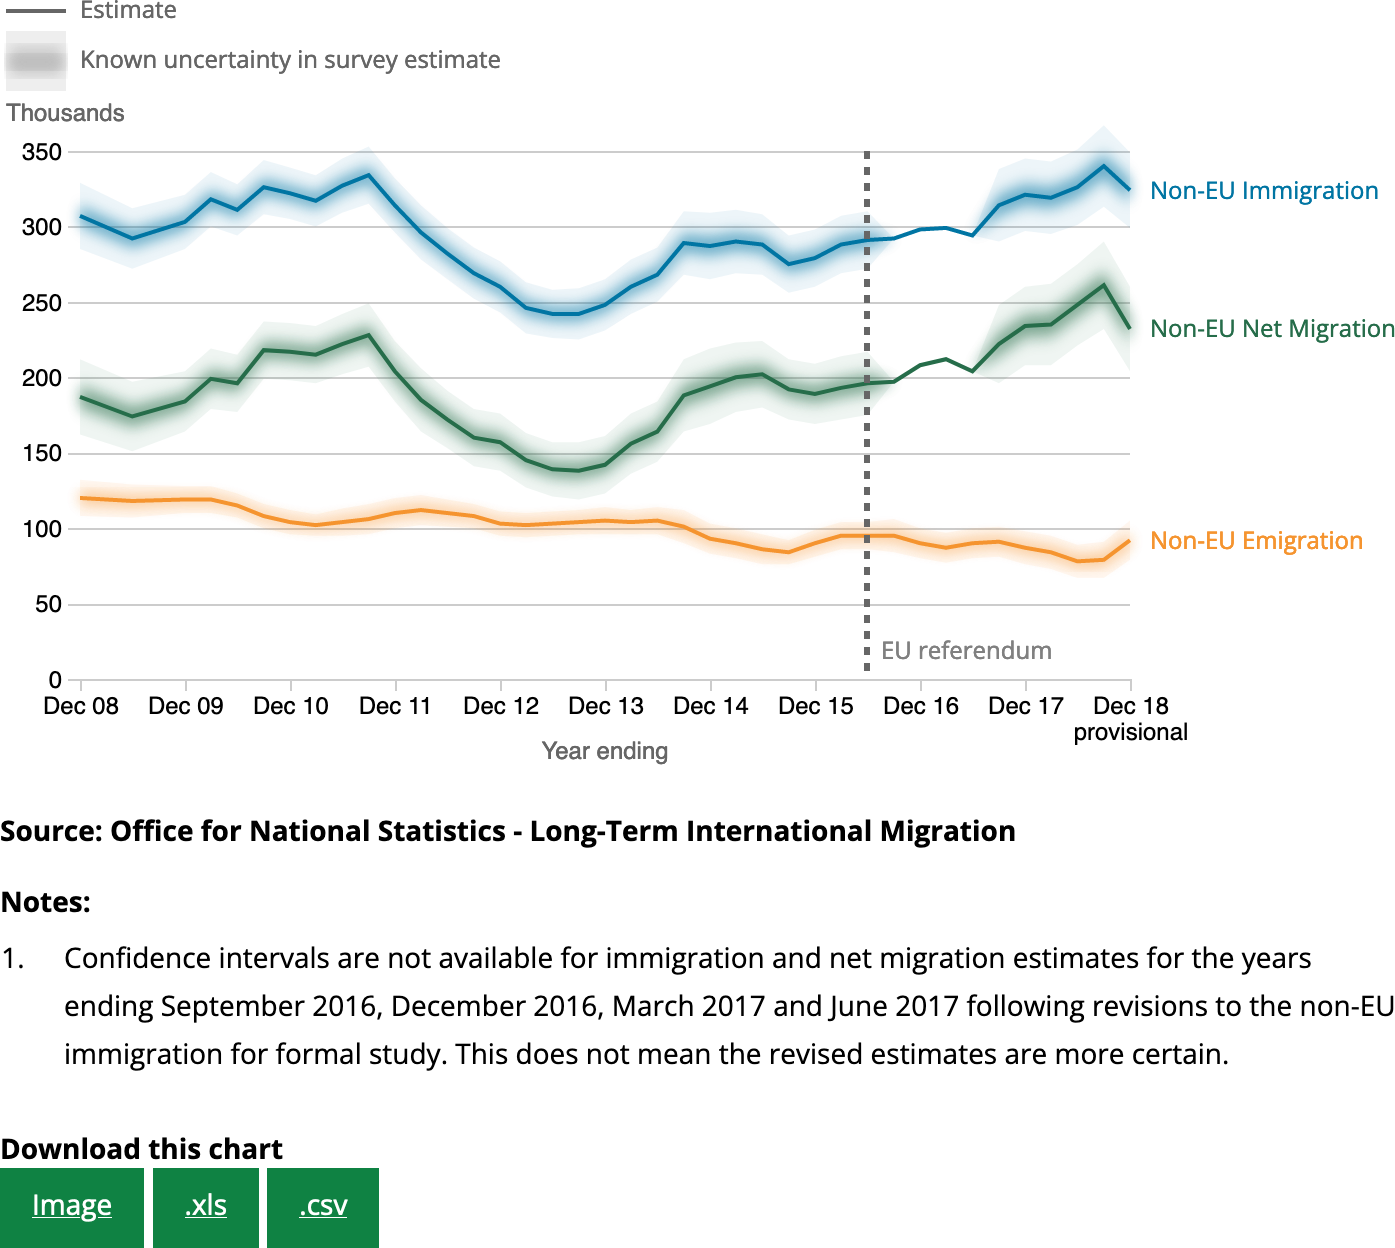 Estimate
Known uncertainty in survey estimate
Thousands
350
300
250
200
150
100
50
0
Non-EU Immigration
Non-EU Net Migration
Non-EU Emigration
EU referendum
Dec 08 Dec 09 Dec 10 Dec 11 Dec 12 Dec 13 Dec 14 Dec 15 Dec 16 Dec 17 Dec 18
provisional
Year ending
Source: Office for National Statistics - Long-Term International Migration
Notes:
1. Confidence intervals are not available for immigration and net migration estimates for the years
ending September 2016, December 2016, March 2017 and June 2017 following revisions to the non-EU
immigration for formal study. This does not mean the revised estimates are more certain.
Download this chart
Image .xls .csv